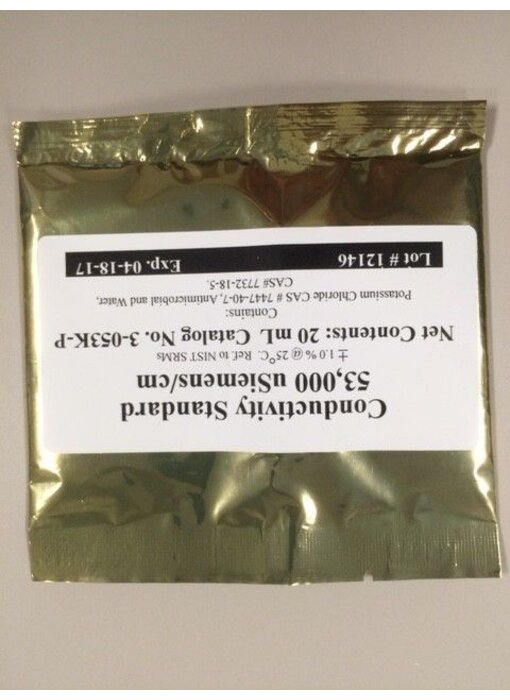 Conductivity Standard
53,000 uSiemens/cm
± 1.0 % @ 25°C. Ref. to NIST SRMs
Net Contents: 20 mL Catalog No. 3-053K-P
Contains:
Potassium Chloride CAS # 7447-40-7, Antimicrobial and Water,
CAS# 7732-18-5.
Lot # 12146 Exp. 04-18-17